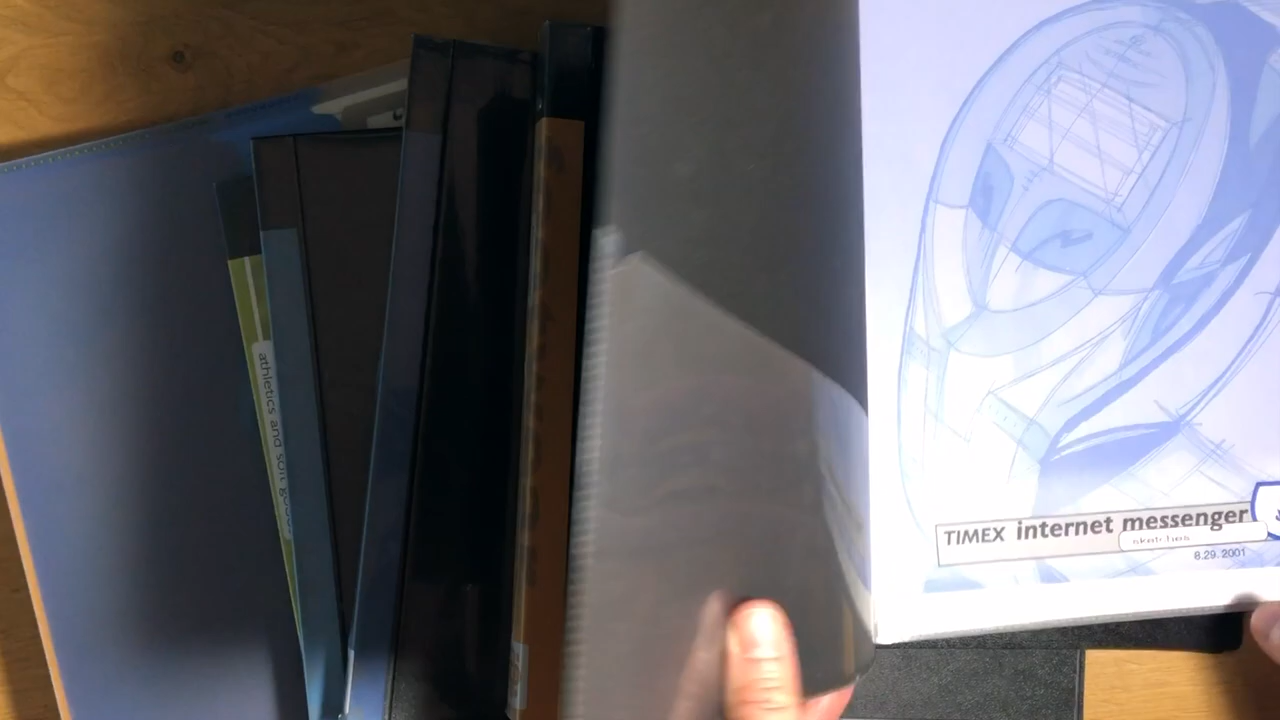 athletics and soft goods
TIMEX internet messenger
sketches
8.29.2001